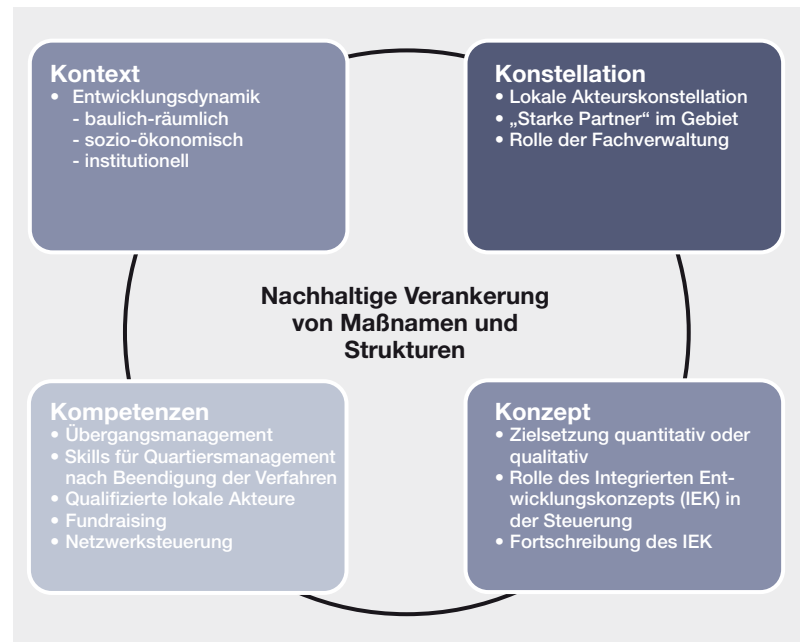 Kontext
• Entwicklungsdynamik
- baulich-räumlich
- sozio-ökonomisch
- institutionell
Konstellation
• Lokale Akteurskonstellation
• „Starke Partner“ im Gebiet
• Rolle der Fachverwaltung
Nachhaltige Verankerung
von Maßnamen und
Strukturen
Kompetenzen
• Übergangsmanagement
• Skills für Quartiersmanagement
nach Beendigung der Verfahren
• Qualifizierte lokale Akteure
• Fundraising
• Netzwerksteuerung
Konzept
• Zielsetzung quantitativ oder
qualitativ
• Rolle des Integrierten Ent-
wicklungskonzepts (IEK) in
der Steuerung
• Fortschreibung des IEK